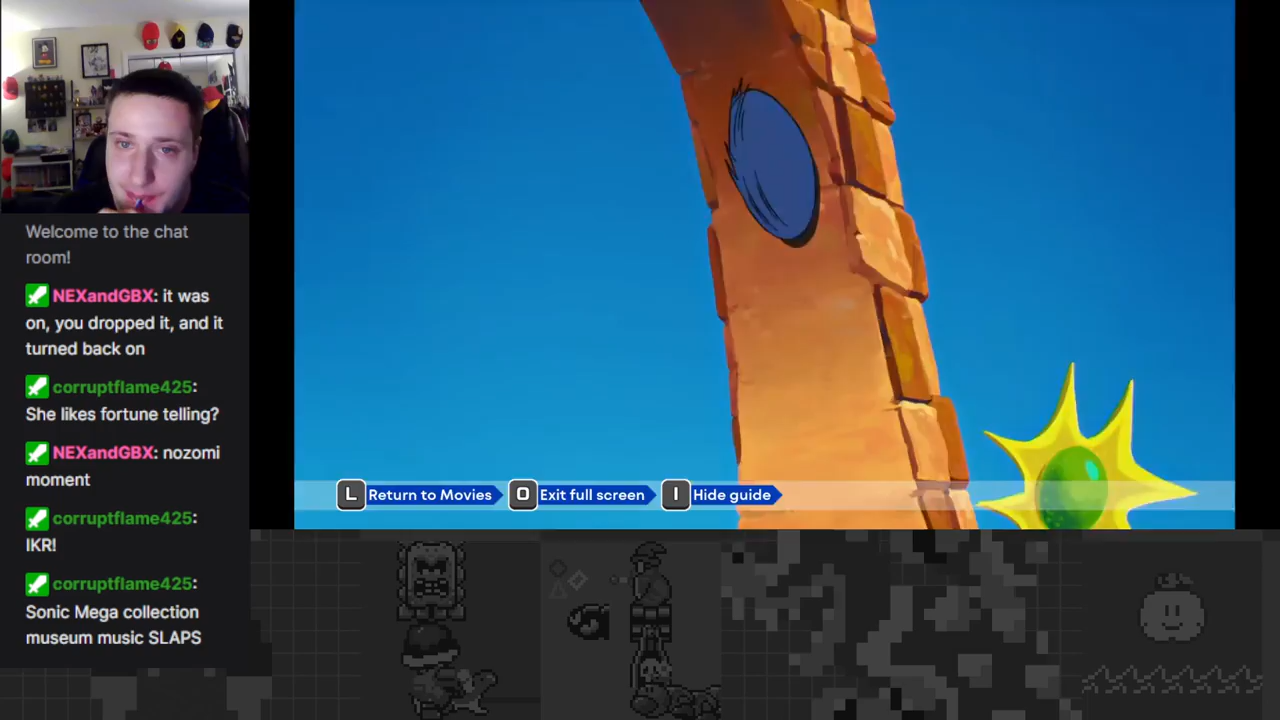 Welcome to the chat
room!
NEXandGBX: it was
on, you dropped it, and it
turned back on
corruptflame425:
She likes fortune telling?
NEXandGBX: nozomi
moment
corruptflame425:
IKR!
corruptflame425:
Sonic Mega collection
museum music SLAPS
L Return to Movies O Exit full screen I Hide guide